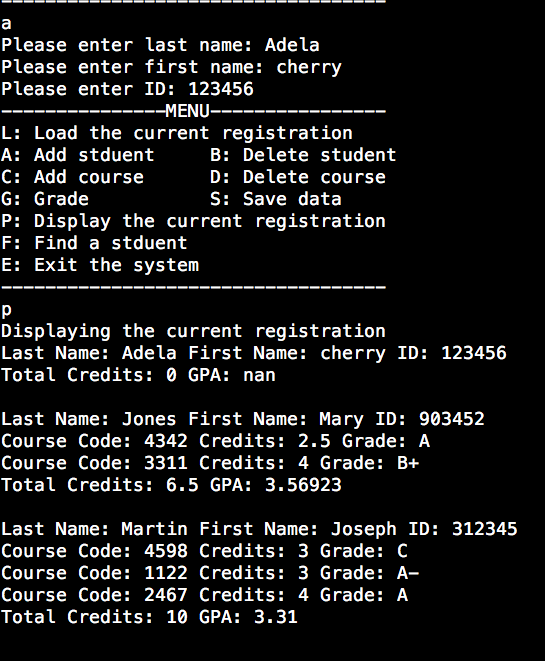 -----------------------------------
a
Please enter last name: Adela
Please enter first name: cherry
Please enter ID: 123456
---------------MENU----------------
L: Load the current registration
A: Add stduent     B: Delete student
C: Add course      D: Delete course
G: Grade           S: Save data
P: Display the current registration
F: Find a stduent
E: Exit the system
-----------------------------------
p
Displaying the current registration
Last Name: Adela First Name: cherry ID: 123456
Total Credits: 0 GPA: nan

Last Name: Jones First Name: Mary ID: 903452
Course Code: 4342 Credits: 2.5 Grade: A
Course Code: 3311 Credits: 4 Grade: B+
Total Credits: 6.5 GPA: 3.56923

Last Name: Martin First Name: Joseph ID: 312345
Course Code: 4598 Credits: 3 Grade: C
Course Code: 1122 Credits: 3 Grade: A-
Course Code: 2467 Credits: 4 Grade: A
Total Credits: 10 GPA: 3.31